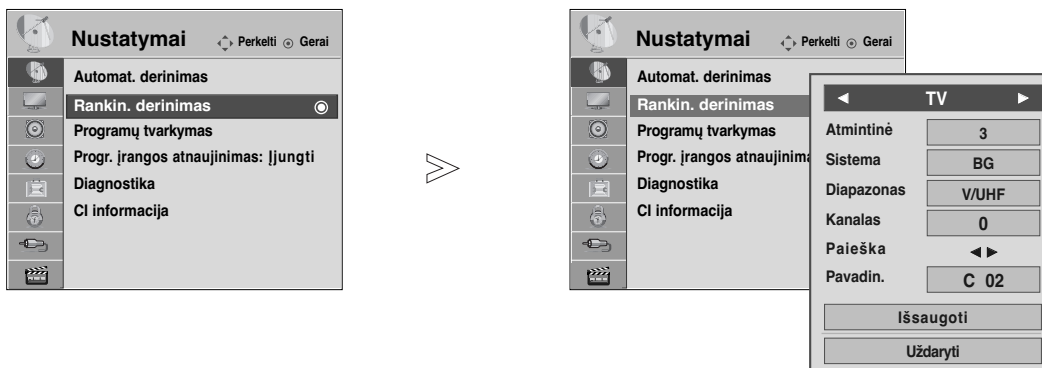 Nustatymai Perkelti Gerai
Automat. derinimas
Rankin. derinimas
Programų tvarkymas
Progr. įrangos atnaujinimas: Įjungti
Diagnostika
CI informacija
Nustatymai Perkelti Gerai
Automat. derinimas
Rankin. derinimas
Programų tvarkymas
Progr. įrangos atnaujinima
Diagnostika
CI informacija
◄ TV ►
Atmintinė 3
Sistema BG
Diapazonas V/UHF
Kanalas 0
Paieška ◄►
Pavadin. C 02
Išsaugoti
Uždaryti